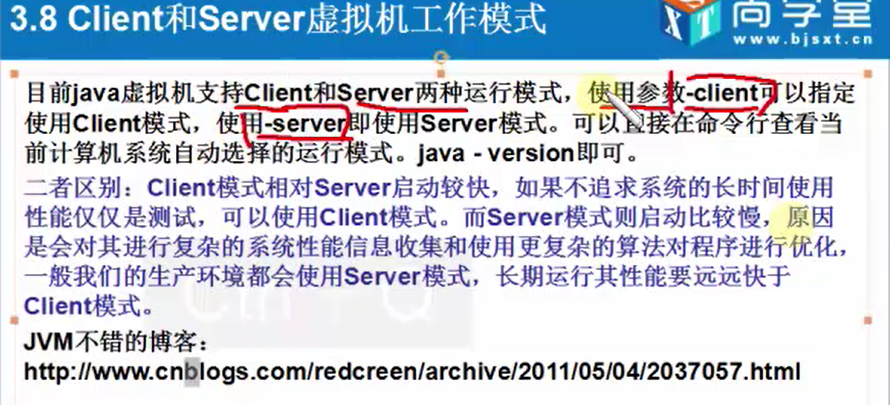 3.8 Client和Server虚拟机工作模式
尚学堂
www.bjsxt.cn
目前java虚拟机支持Client和Server两种运行模式，使用参数-client可以指定
使用Client模式，使用-server即使用Server模式。可以直接在命令行查看当
前计算机系统自动选择的运行模式。java - version即可。
二者区别：Client模式相对Server启动较快，如果不追求系统的长时间使用
性能仅仅是测试，可以使用Client模式。而Server模式则启动比较慢，原因
是会对其进行复杂的系统性能信息收集和使用更复杂的算法对程序进行优化，
一般我们的生产环境都会使用Server模式，长期运行其性能要远远快于
Client模式。
Ctrl + Q
JVM不错的博客：
http://www.cnblogs.com/redcreen/archive/2011/05/04/2037057.html